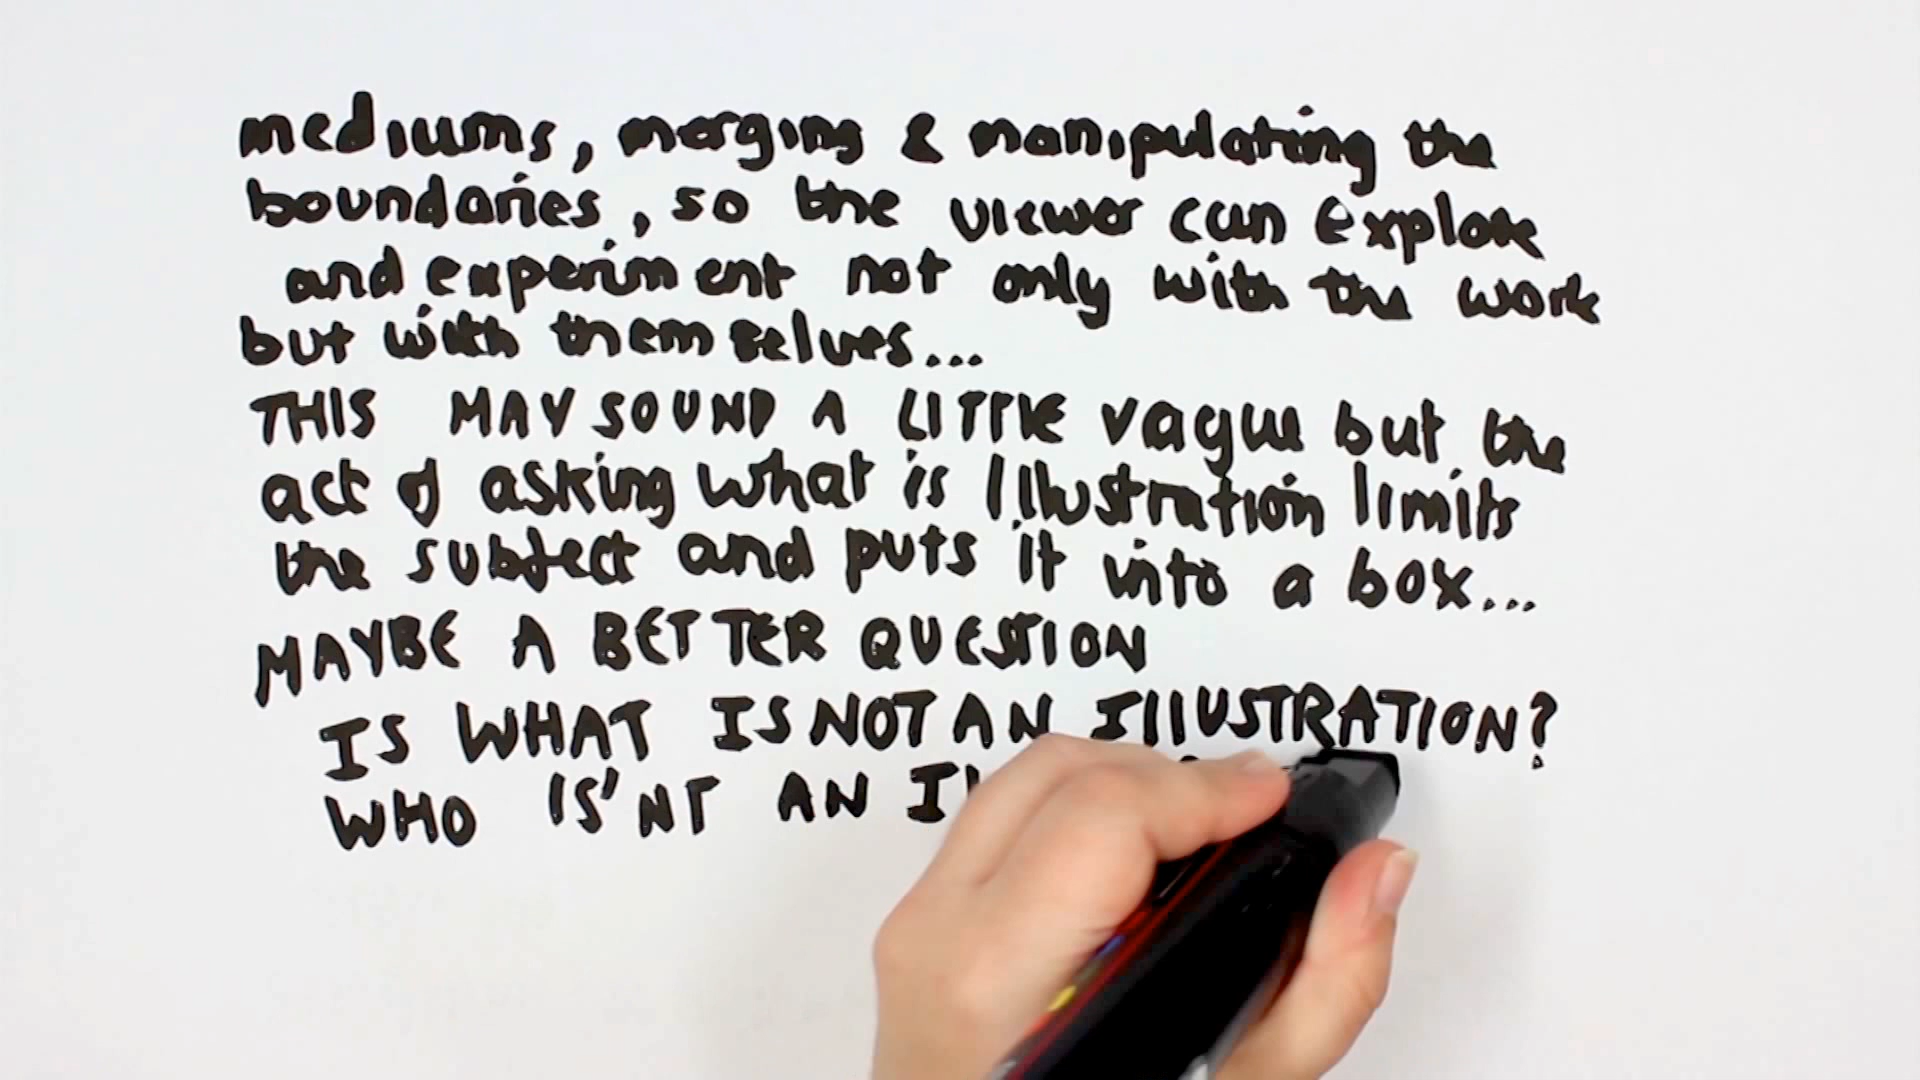 mediums, merging & manipulating the
boundaries, so the viewer can explore
and experiment not only with the work
but with themselves...
THIS MAY SOUND A LITTLE vague but the
act of asking what is Illustration limits
the subject and puts it into a box...
MAYBE A BETTER QUESTION
IS WHAT IS NOT AN ILLUSTRATION?
WHO IS'NT AN